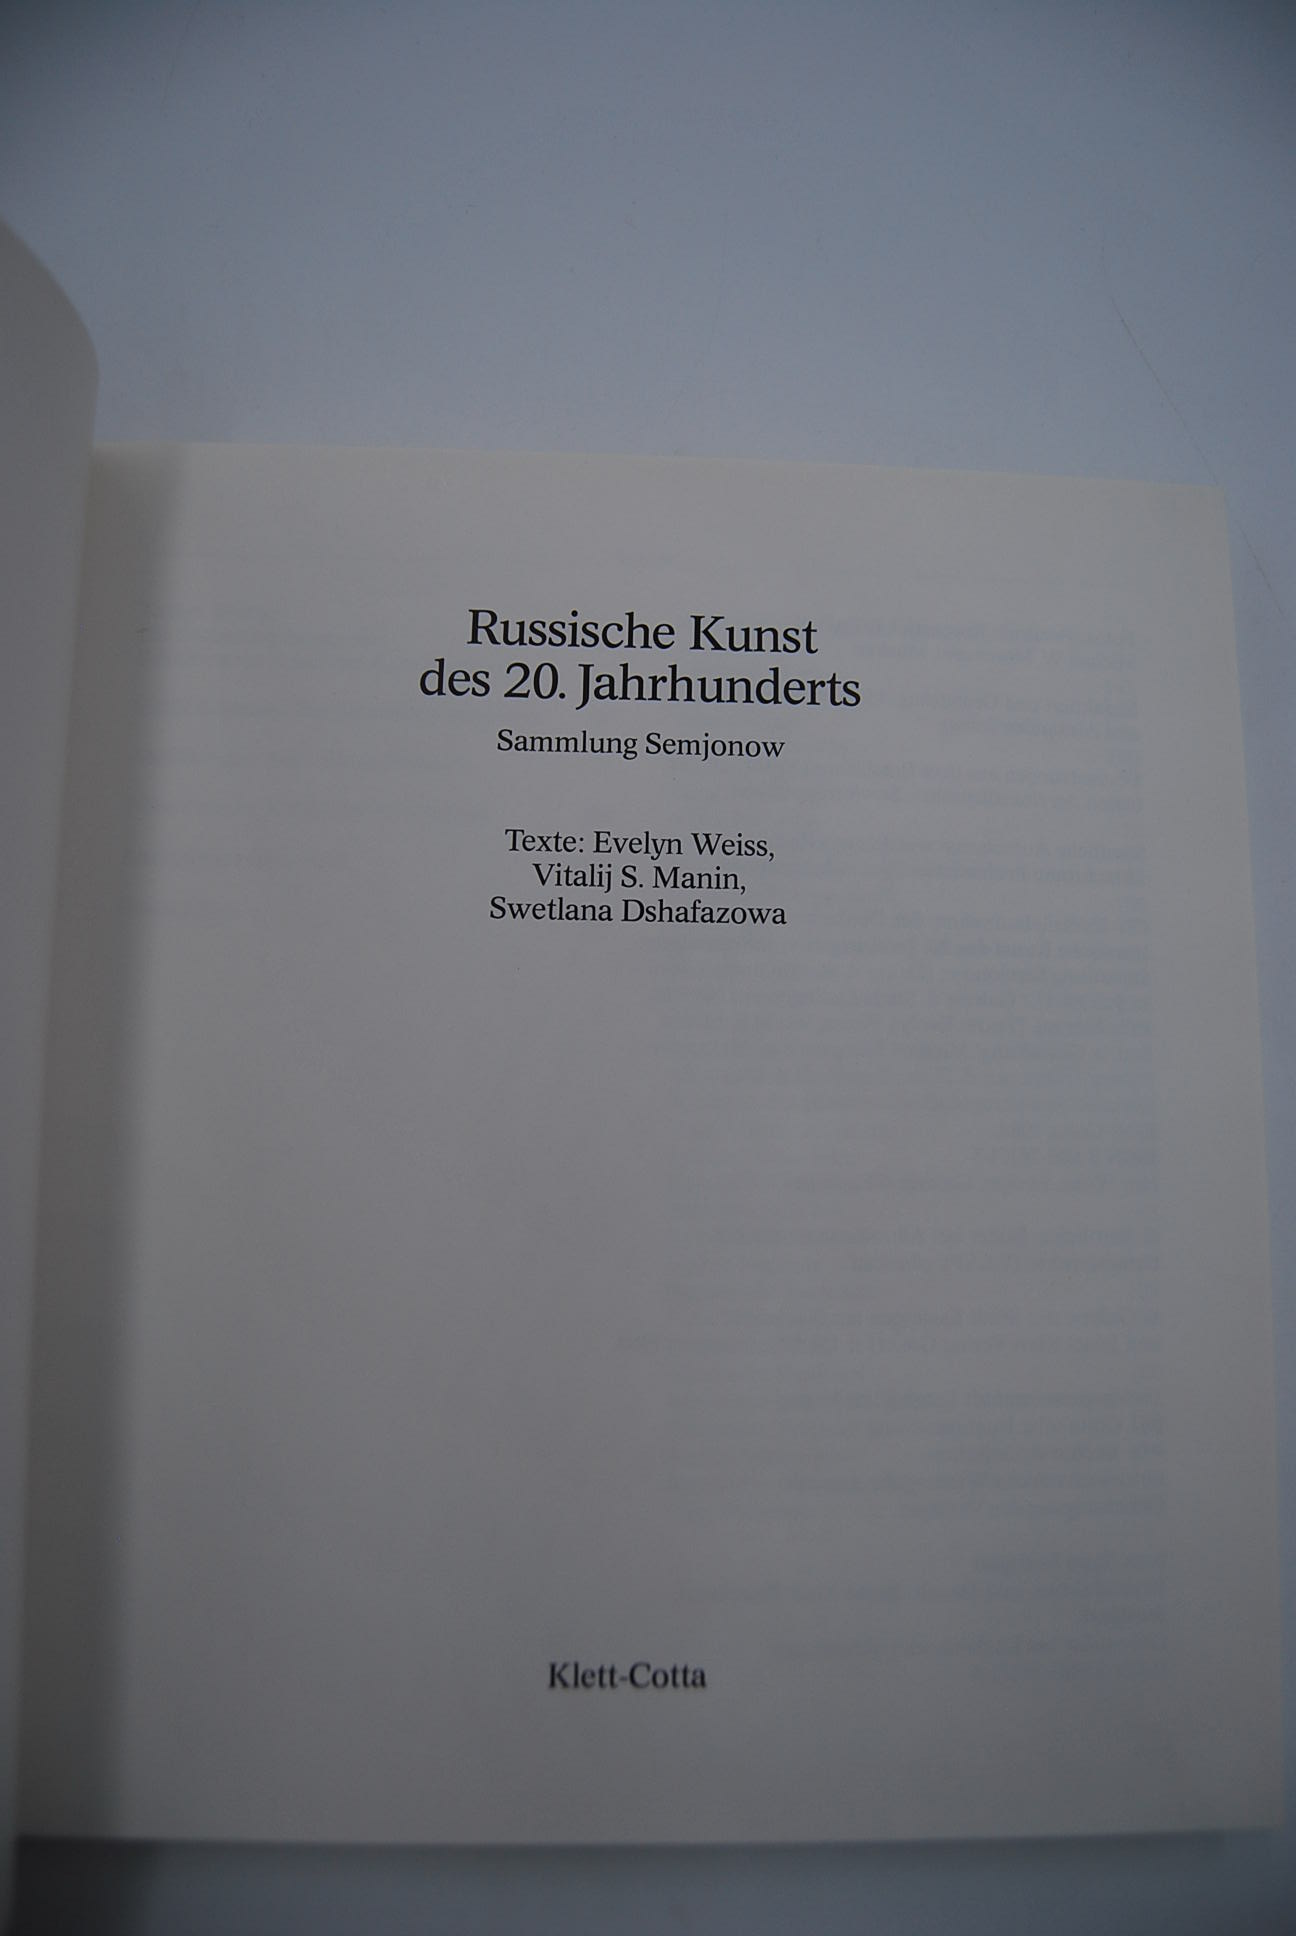 Russische Kunst
des 20. Jahrhunderts
Sammlung Semjonow
Texte: Evelyn Weiss,
Vitalij S. Manin,
Swetlana Dshafazowa
Klett-Cotta